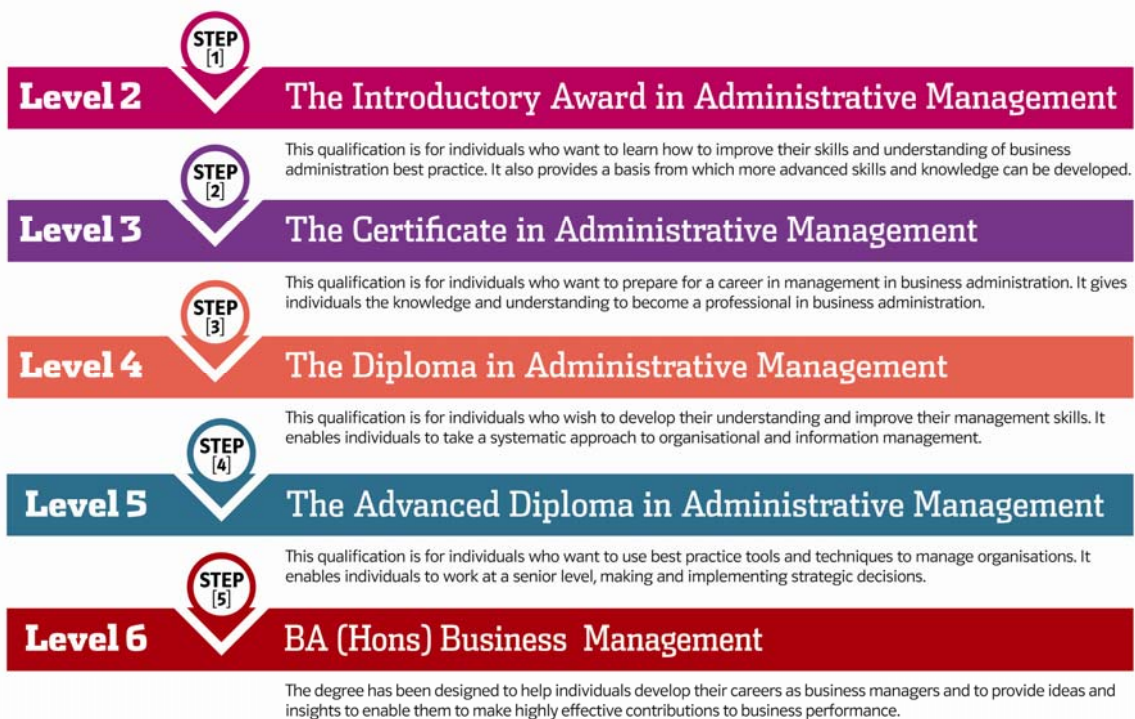 STEP
[1]
Level 2 The Introductory Award in Administrative Management
This qualification is for individuals who want to learn how to improve their skills and understanding of business
administration best practice. It also provides a basis from which more advanced skills and knowledge can be developed.
STEP
[2]
Level 3 The Certificate in Administrative Management
This qualification is for individuals who want to prepare for a career in management in business administration. It gives
individuals the knowledge and understanding to become a professional in business administration.
STEP
[3]
Level 4 The Diploma in Administrative Management
This qualification is for individuals who wish to develop their understanding and improve their management skills. It
enables individuals to take a systematic approach to organisational and information management.
STEP
[4]
Level 5 The Advanced Diploma in Administrative Management
This qualification is for individuals who want to use best practice tools and techniques to manage organisations. It
enables individuals to work at a senior level, making and implementing strategic decisions.
STEP
[5]
Level 6 BA (Hons) Business Management
The degree has been designed to help individuals develop their careers as business managers and to provide ideas and
insights to enable them to make highly effective contributions to business performance.